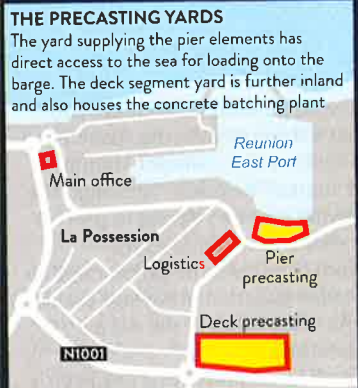 THE PRECASTING YARDS
The yard supplying the pier elements has
direct access to the sea for loading onto the
barge. The deck segment yard is further inland
and also houses the concrete batching plant
Reunion
East Port
Main office
La Possession
Logistics
Pier
precasting
Deck precasting
N1001